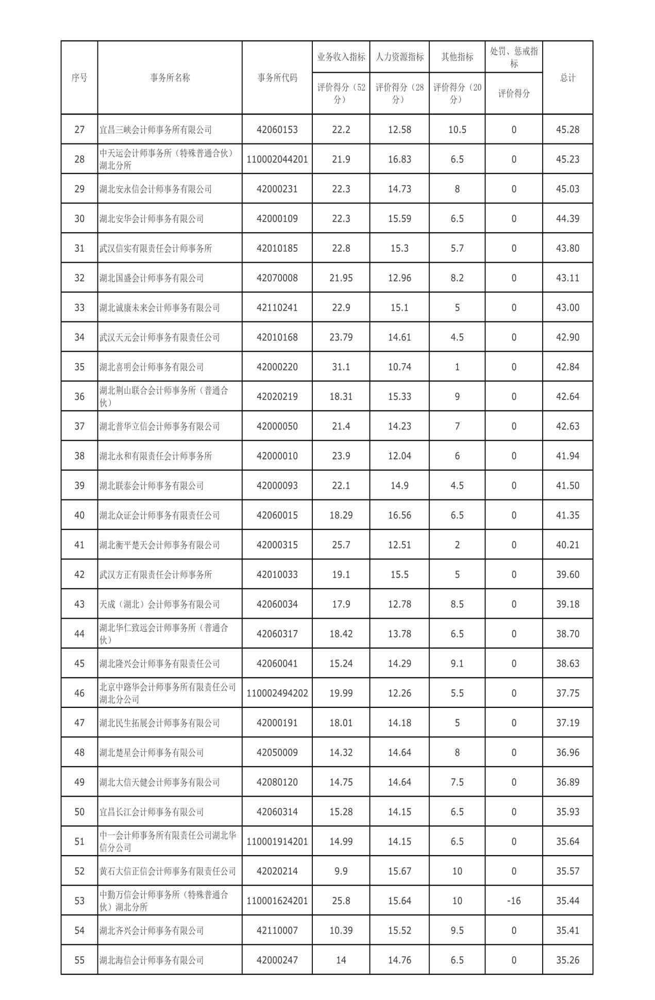 序号 事务所名称 事务所代码 业务收入指标 人力资源指标 其他指标 处罚、惩戒指标 总计
评价得分（52分） 评价得分（28分） 评价得分（20分） 评价得分
27 宜昌三峡会计师事务所有限公司 42060153 22.2 12.58 10.5 0 45.28
28 中天运会计师事务所（特殊普通合伙）湖北分所 110002044201 21.9 16.83 6.5 0 45.23
29 湖北安永信会计师事务有限公司 42000231 22.3 14.73 8 0 45.03
30 湖北安华会计师事务有限公司 42000109 22.3 15.59 6.5 0 44.39
31 武汉信实有限责任会计师事务所 42010185 22.8 15.3 5.7 0 43.80
32 湖北国盛会计师事务有限公司 42070008 21.95 12.96 8.2 0 43.11
33 湖北诚康未来会计师事务有限公司 42110241 22.9 15.1 5 0 43.00
34 武汉天元会计师事务有限责任公司 42010168 23.79 14.61 4.5 0 42.90
35 湖北喜明会计师事务有限公司 42000220 31.1 10.74 1 0 42.84
36 湖北荆山联合会计师事务所（普通合伙） 42020219 18.31 15.33 9 0 42.64
37 湖北普华立信会计师事务有限公司 42000050 21.4 14.23 7 0 42.63
38 湖北永和有限责任会计师事务所 42000010 23.9 12.04 6 0 41.94
39 湖北联泰会计师事务有限公司 42000093 22.1 14.9 4.5 0 41.50
40 湖北众证会计师事务有限责任公司 42060015 18.29 16.56 6.5 0 41.35
41 湖北衡平楚天会计师事务有限公司 42000315 25.7 12.51 2 0 40.21
42 武汉方正有限责任会计师事务所 42010033 19.1 15.5 5 0 39.60
43 天成（湖北）会计师事务有限公司 42060034 17.9 12.78 8.5 0 39.18
44 湖北华仁致远会计师事务所（普通合伙） 42060317 18.42 13.78 6.5 0 38.70
45 湖北隆兴会计师事务有限责任公司 42060041 15.24 14.29 9.1 0 38.63
46 北京中路华会计师事务所有限责任公司湖北分公司 110002494202 19.99 12.26 5.5 0 37.75
47 湖北民生拓展会计师事务有限公司 42000191 18.01 14.18 5 0 37.19
48 湖北楚星会计师事务有限公司 42050009 14.32 14.64 8 0 36.96
49 湖北大信天健会计师事务有限公司 42080120 14.75 14.64 7.5 0 36.89
50 宜昌长江会计师事务有限公司 42060314 15.28 14.15 6.5 0 35.93
51 中一会计师事务所有限责任公司湖北华信分公司 110001914201 14.99 14.15 6.5 0 35.64
52 黄石大信正信会计师事务有限责任公司 42020214 9.9 15.67 10 0 35.57
53 中勤万信会计师事务所（特殊普通合伙）湖北分所 110001624201 25.8 15.64 10 -16 35.44
54 湖北齐兴会计师事务有限公司 42110007 10.39 15.52 9.5 0 35.41
55 湖北海信会计师事务有限公司 42000247 14 14.76 6.5 0 35.26